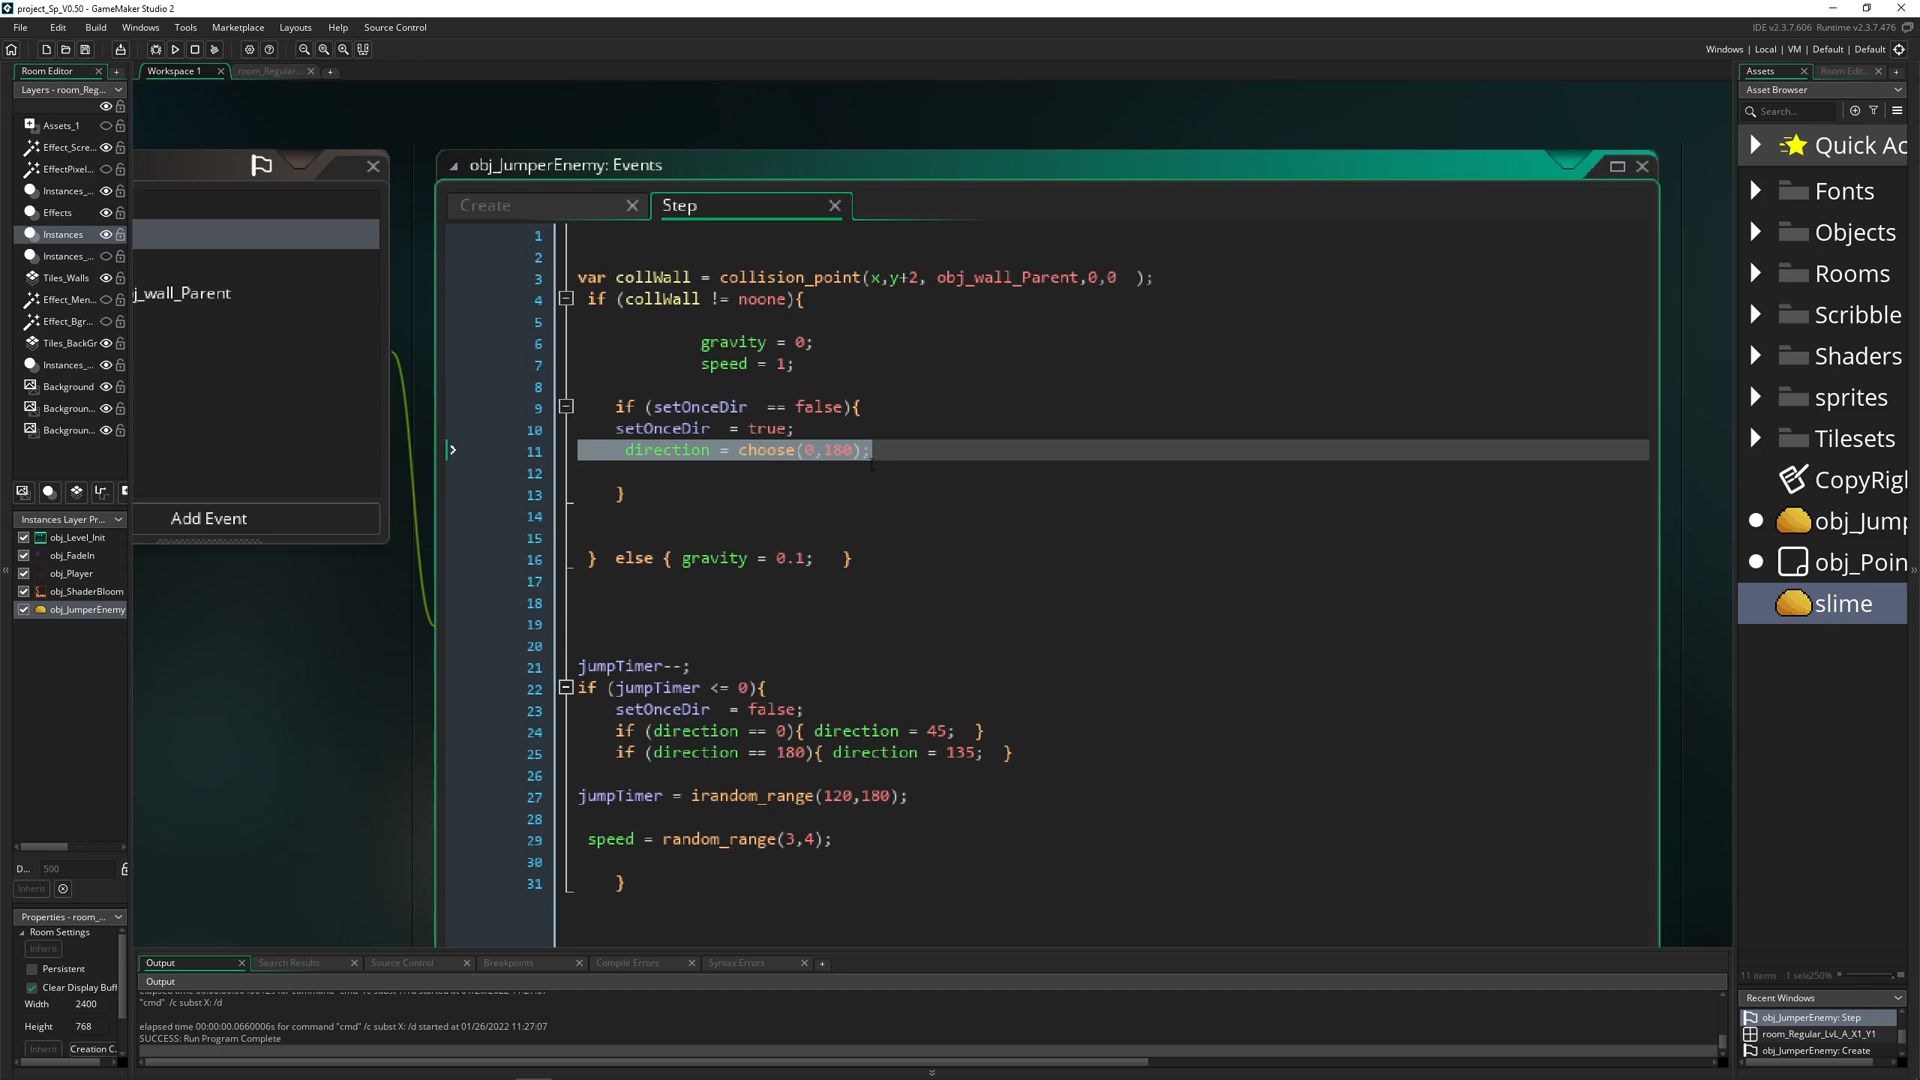 project_Sp_V0.50 - GameMaker Studio 2
File Edit Build Windows Tools Marketplace Layouts Help Source Control
IDE v2.3.7.606 Runtime v2.3.7.476
Windows | Local | VM | Default | Default
Room Editor
Workspace 1
room_Regular...
Assets
Room Edit...
Layers - room_Reg...
Asset Browser
Search...
Assets_1
Effect_Scre...
EffectPixel...
Instances_...
Effects
Instances
Instances_...
Tiles_Walls
Effect_Men...
Effect_Bgr...
Tiles_BackGr
Instances_...
Background
Backgroun...
Backgroun...
j_wall_Parent
Add Event
obj_JumperEnemy: Events
Create
Step
1
2
3 var collWall = collision_point(x,y+2, obj_wall_Parent,0,0 );
4 if (collWall != noone){
5
6 gravity = 0;
7 speed = 1;
8
9 if (setOnceDir == false){
10 setOnceDir = true;
11 direction = choose(0,180);
12
13 }
14
15
16 } else { gravity = 0.1; }
17
18
19
20
21 jumpTimer--;
22 if (jumpTimer <= 0){
23 setOnceDir = false;
24 if (direction == 0){ direction = 45; }
25 if (direction == 180){ direction = 135; }
26
27 jumpTimer = irandom_range(120,180);
28
29 speed = random_range(3,4);
30
31 }
Quick Ac
Fonts
Objects
Rooms
Scribble
Shaders
sprites
Tilesets
CopyRigh
obj_Jump
obj_Poin
slime
Instances Layer Pr...
obj_Level_Init
obj_FadeIn
obj_Player
obj_ShaderBloom
obj_JumperEnemy
D... 500
Inherit
Properties - room_...
Room Settings
Inherit
Persistent
Clear Display Buff
Width 2400
Height 768
Inherit
Creation C.
Output
Search Results
Source Control
Breakpoints
Compile Errors
Syntax Errors
Output
"cmd" /c subst X: /d
elapsed time 00:00:00.0660006s for command "cmd" /c subst X: /d started at 01/26/2022 11:27:07
SUCCESS: Run Program Complete
11 items
250%
Recent Windows
obj_JumperEnemy: Step
room_Regular_LvL_A_X1_Y1
obj_JumperEnemy: Create